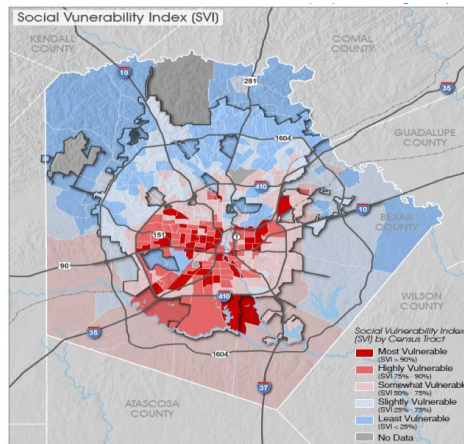 Social Vunerability Index (SVI)
KENDALL
COUNTY
COMAL
COUNTY
10
281
35
1604
GUADALUPE
COUNTY
410
10
BEXAR
COUNTY
151
90
WILSON
COUNTY
410
35
1604
37
ATASCOSA
COUNTY
Social Vulnerability Index
(SVI) by Census Tract
Most Vulnerable
(SVI > 90%)
Highly Vulnerable
(SVI 75% - 90%)
Somewhat Vulnerable
(SVI 50% - 75%)
Slightly Vulnerable
(SVI 25% - 75%)
Least Vulnerable
(SVI < 25%)
No Data